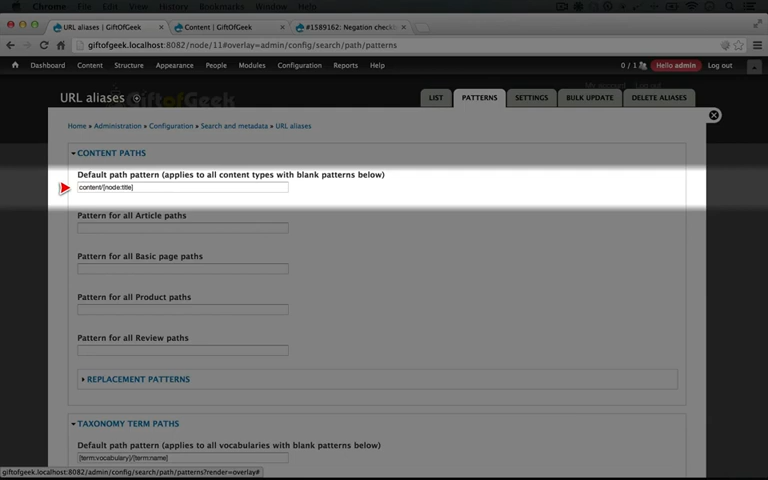 Chrome File Edit View History Bookmarks Window Help
URL aliases | GiftOfGeek
Content | GiftOfGeek
#1589162: Negation check
giftofgeek.localhost:8082/node/11#overlay=admin/config/search/path/patterns
Dashboard Content Structure Appearance People Modules Configuration Reports Help
0 / 1 Hello admin Log out
My account Log out
URL aliases
GiftOfGeek
LIST PATTERNS SETTINGS BULK UPDATE DELETE ALIASES
Home » Administration » Configuration » Search and metadata » URL aliases
CONTENT PATHS
Default path pattern (applies to all content types with blank patterns below)
content/[node:title]
Pattern for all Article paths
Pattern for all Basic page paths
Pattern for all Product paths
Pattern for all Review paths
REPLACEMENT PATTERNS
TAXONOMY TERM PATHS
Default path pattern (applies to all vocabularies with blank patterns below)
[term:vocabulary]/[term:name]
giftofgeek.localhost:8082/admin/config/search/path/patterns?render=overlay#